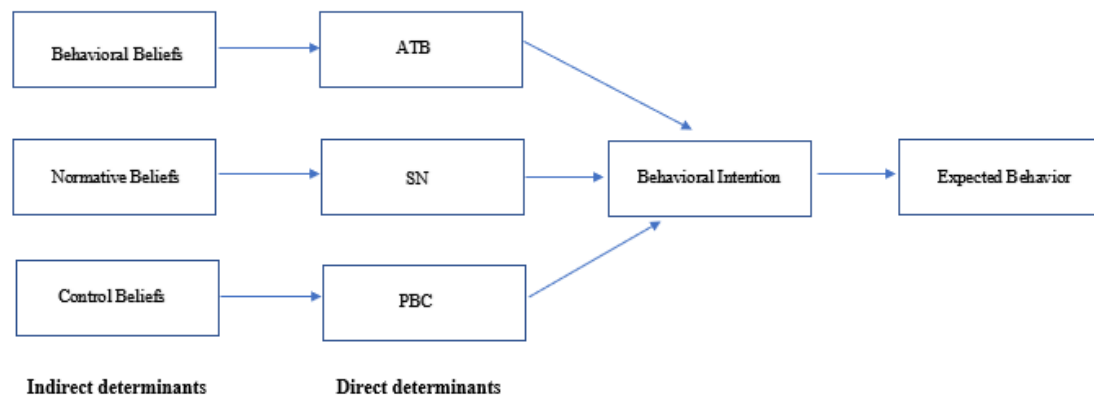 Behavioral Beliefs
ATB
Normative Beliefs
SN
Behavioral Intention
Expected Behavior
Control Beliefs
PBC
Indirect determinants
Direct determinants